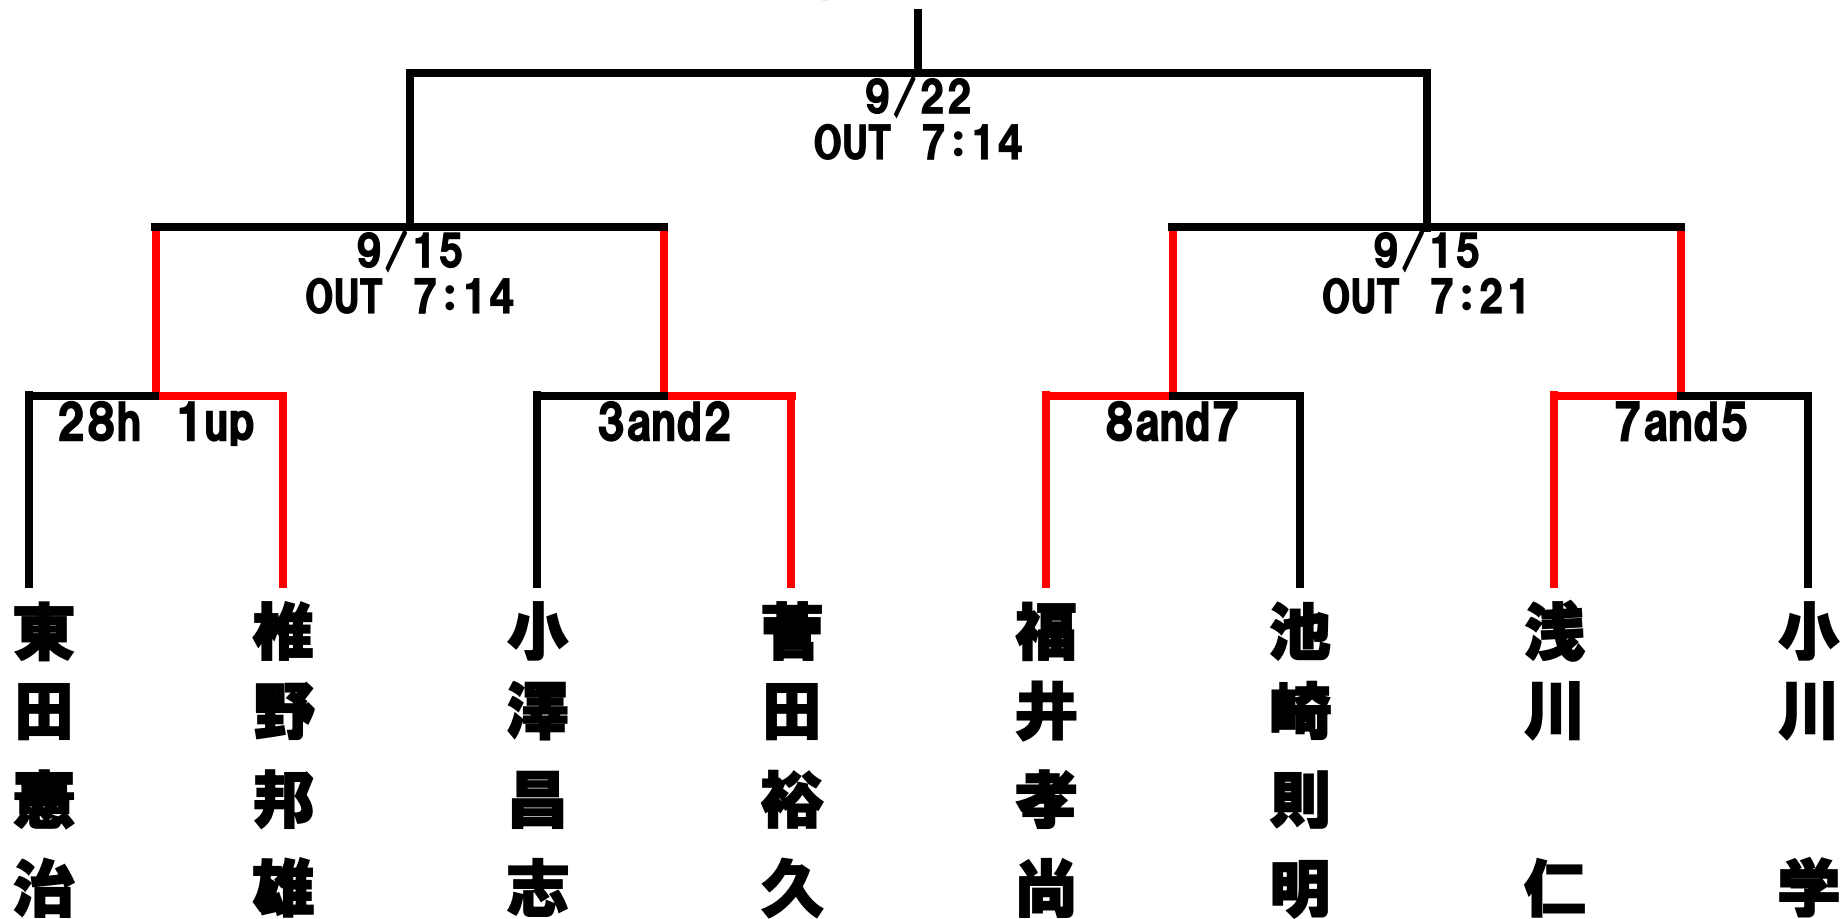 9/22
OUT 7:14
9/15
OUT 7:14
9/15
OUT 7:21
28h 1up
3and2
8and7
7and5
東田憲治
椎野邦雄
小澤昌志
菅田裕久
福井孝尚
池崎則明
浅川 仁
小川 学